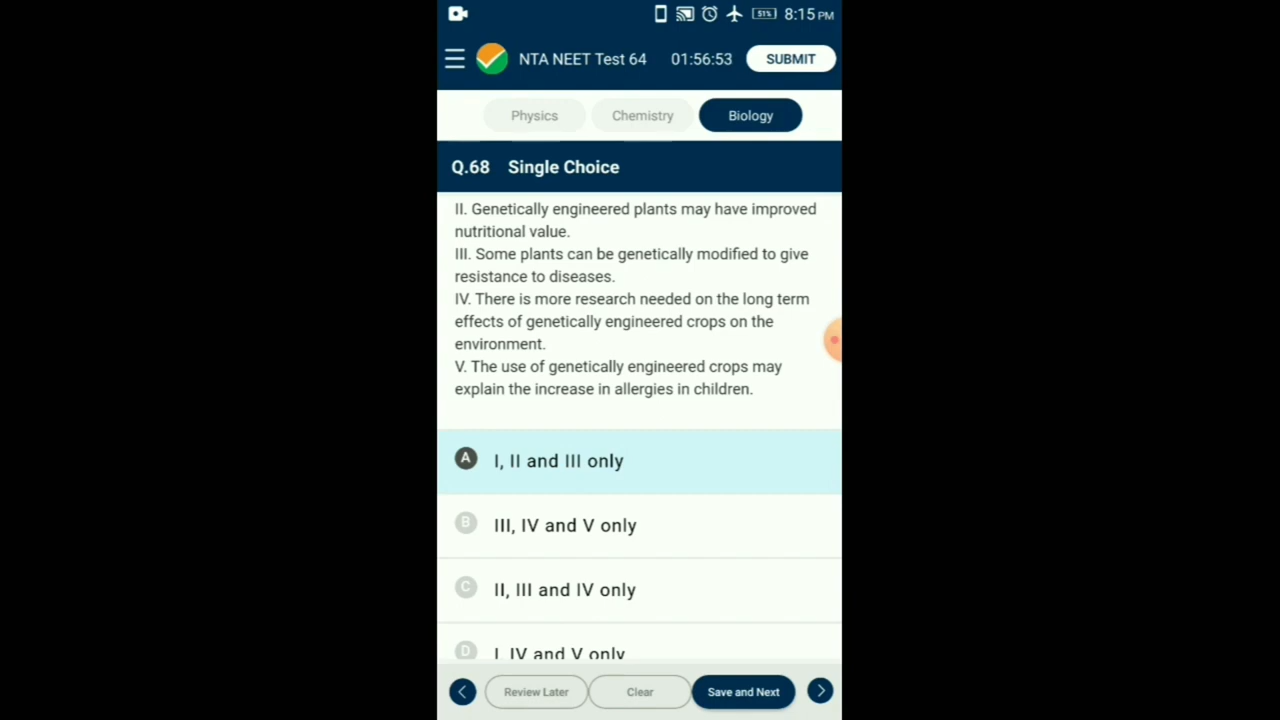 51% 8:15 PM
NTA NEET Test 64 01:56:53 SUBMIT
Physics Chemistry Biology
Q.68 Single Choice
II. Genetically engineered plants may have improved
nutritional value.
III. Some plants can be genetically modified to give
resistance to diseases.
IV. There is more research needed on the long term
effects of genetically engineered crops on the
environment.
V. The use of genetically engineered crops may
explain the increase in allergies in children.
A I, II and III only
B III, IV and V only
C II, III and IV only
D I, IV and V only
Review Later Clear Save and Next